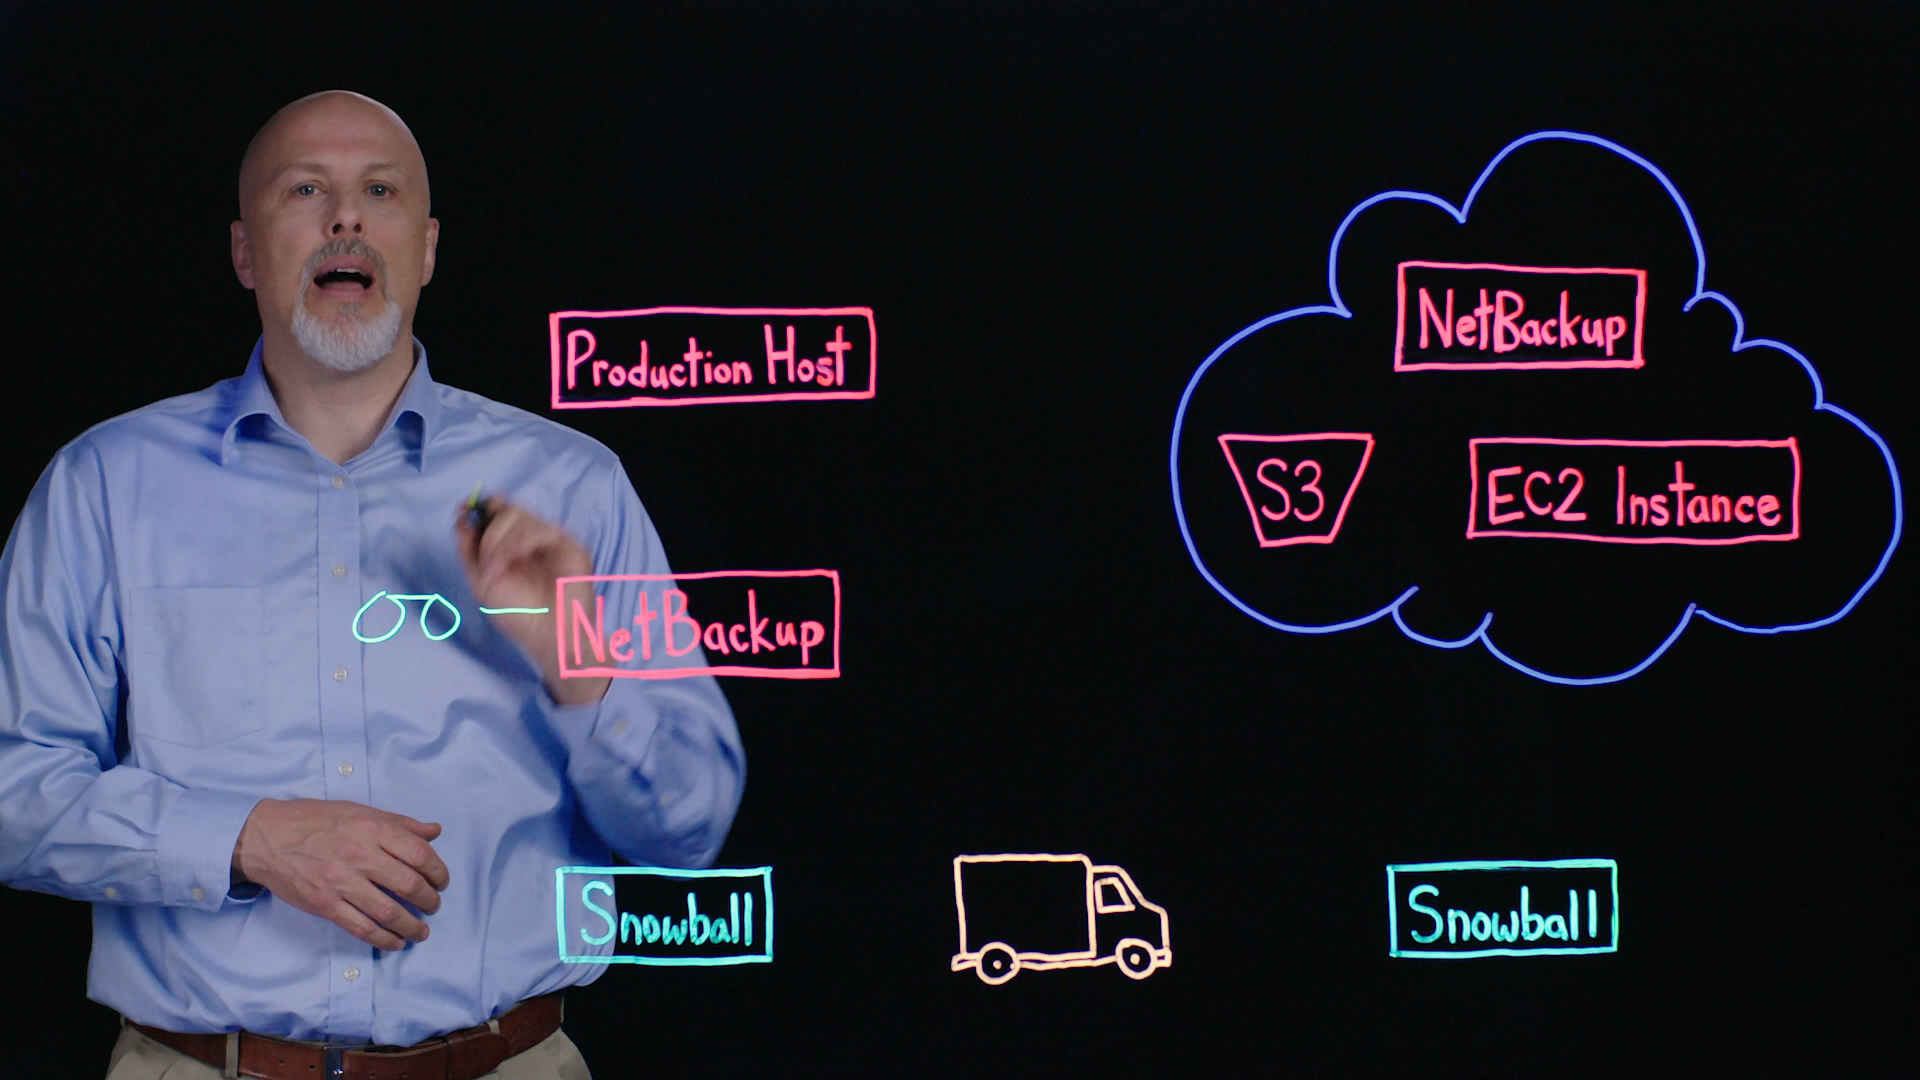 NetBackup
Production Host
S3
EC2 Instance
NetBackup
Snowball
Snowball